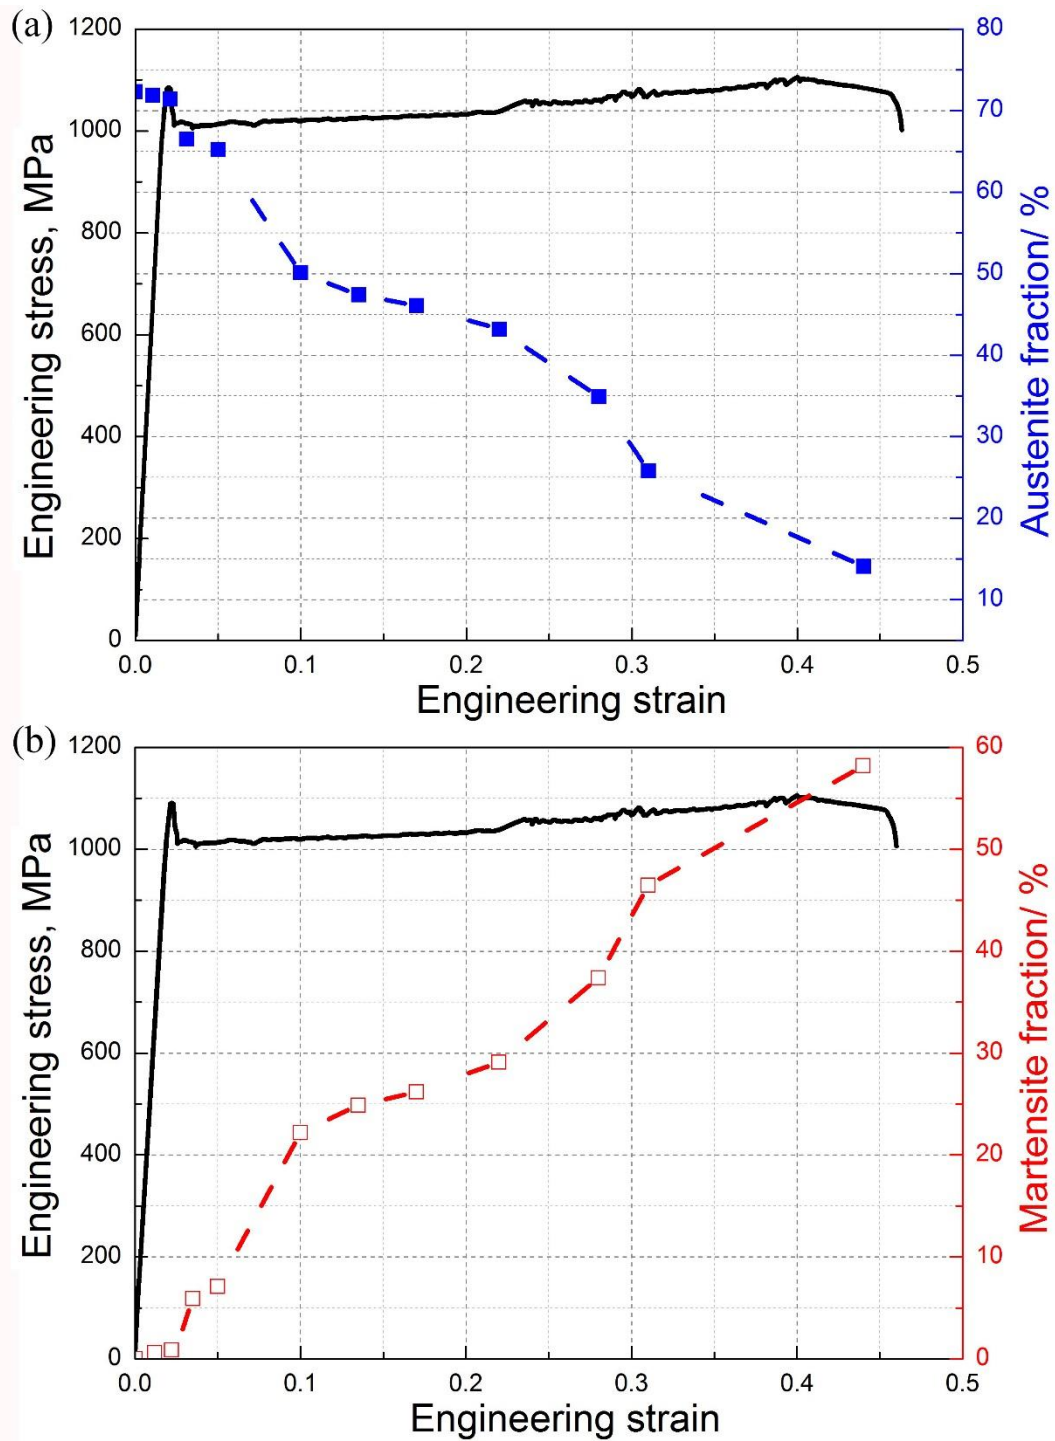 (a)
Engineering stress, MPa
1200
1000
800
600
400
200
0
80
70
60
50
40
30
20
10
Austenite fraction/ %
0.0 0.1 0.2 0.3 0.4 0.5
Engineering strain
(b)
Engineering stress, MPa
1200
1000
800
600
400
200
0
60
50
40
30
20
10
0
Martensite fraction/ %
0.0 0.1 0.2 0.3 0.4 0.5
Engineering strain